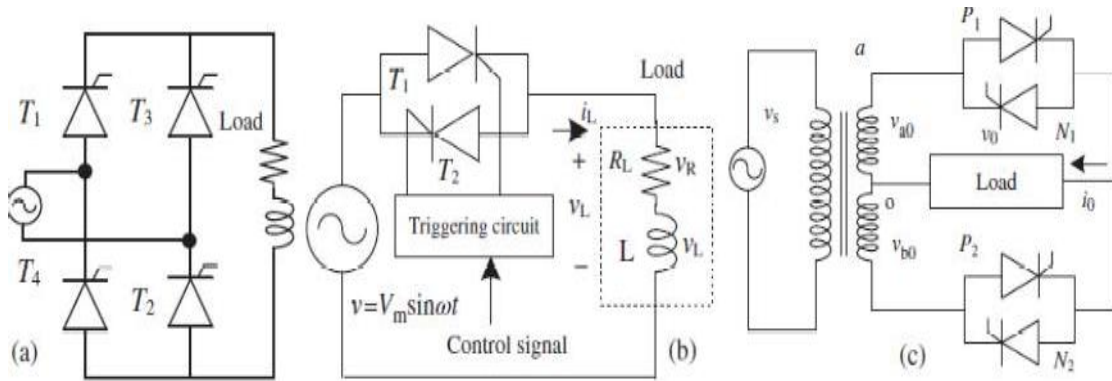 T1
T3
Load
T4
T2
(a)
T1
T2
Load
iL
+
RL
vR
vL
Triggering circuit
L
vL
−
v=Vm sinωt
Control signal
(b)
P1
a
vs
va0
v0
N1
Load
i0
o
vb0
P2
(c)
N2